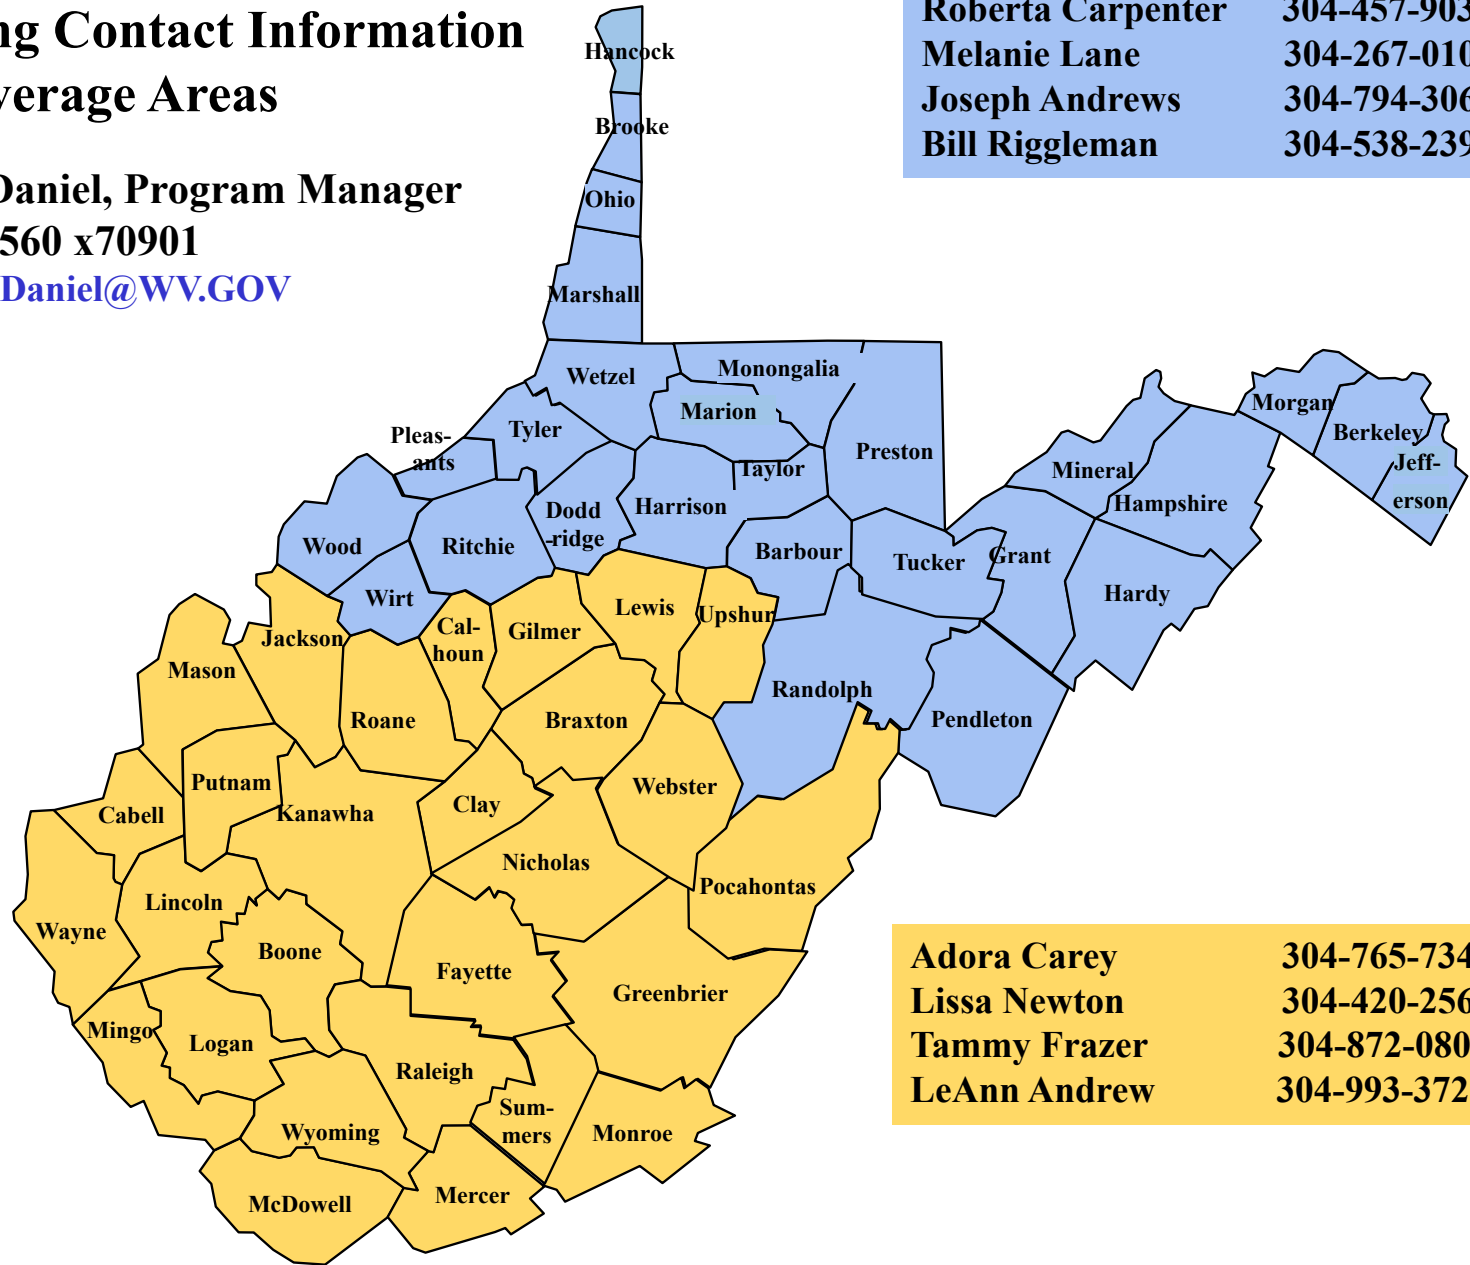 ng Contact Information
verage Areas
Daniel, Program Manager
560 x70901
Daniel@WV.GOV
Roberta Carpenter 304-457-903
Melanie Lane 304-267-010
Joseph Andrews 304-794-306
Bill Riggleman 304-538-239
Hancock
Brooke
Ohio
Marshall
Wetzel
Monongalia
Marion
Morgan
Tyler
Pleas-
ants
Preston
Berkeley
Jeff-
erson
Taylor
Mineral
Hampshire
Harrison
Dodd
-ridge
Wood
Ritchie
Barbour
Tucker
Grant
Hardy
Wirt
Lewis
Upshur
Cal-
houn
Gilmer
Jackson
Mason
Randolph
Roane
Braxton
Pendleton
Putnam
Webster
Cabell
Kanawha
Clay
Nicholas
Pocahontas
Lincoln
Wayne
Boone
Fayette
Greenbrier
Mingo
Logan
Raleigh
Sum-
mers
Wyoming
Monroe
McDowell
Mercer
Adora Carey 304-765-734
Lissa Newton 304-420-256
Tammy Frazer 304-872-080
LeAnn Andrew 304-993-372